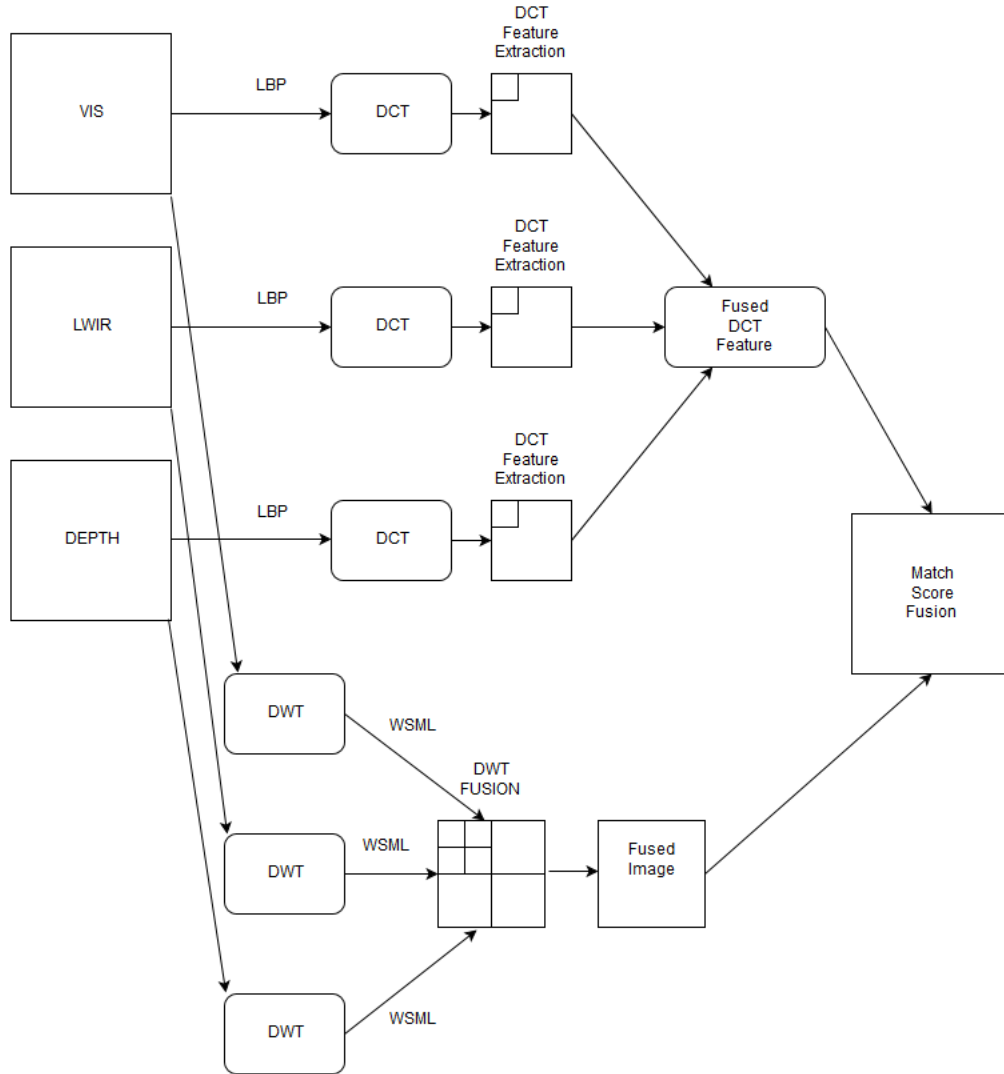 DCT
Feature
Extraction
VIS
LBP
DCT
DCT
Feature
Extraction
LWIR
LBP
DCT
Fused
DCT
Feature
DCT
Feature
Extraction
DEPTH
LBP
DCT
Match
Score
Fusion
DWT
WSML
DWT
FUSION
DWT
WSML
Fused
Image
DWT
WSML